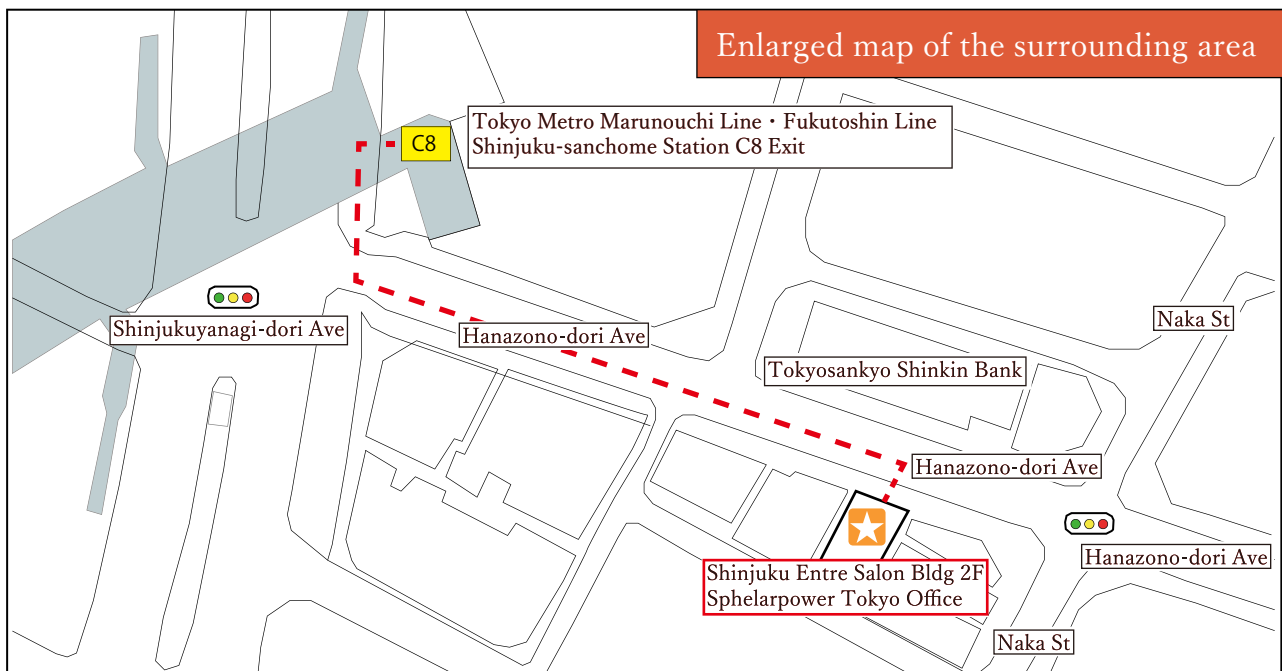 Enlarged map of the surrounding area
C8
Tokyo Metro Marunouchi Line・Fukutoshin Line
Shinjuku-sanchome Station C8 Exit
Shinjukuyanagi-dori Ave
Hanazono-dori Ave
Naka St
Tokyosankyo Shinkin Bank
Hanazono-dori Ave
Hanazono-dori Ave
Shinjuku Entre Salon Bldg 2F
Sphelarpower Tokyo Office
Naka St